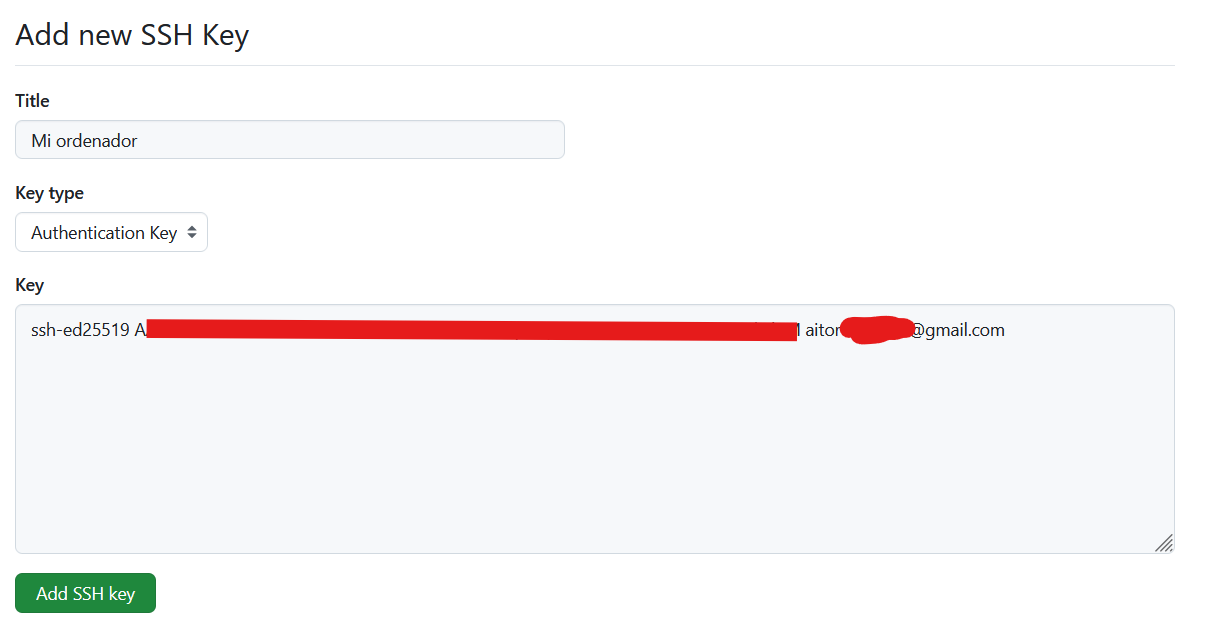 Add new SSH Key
Title
Mi ordenador
Key type
Authentication Key
Key
ssh-ed25519 aitor @gmail.com
Add SSH key